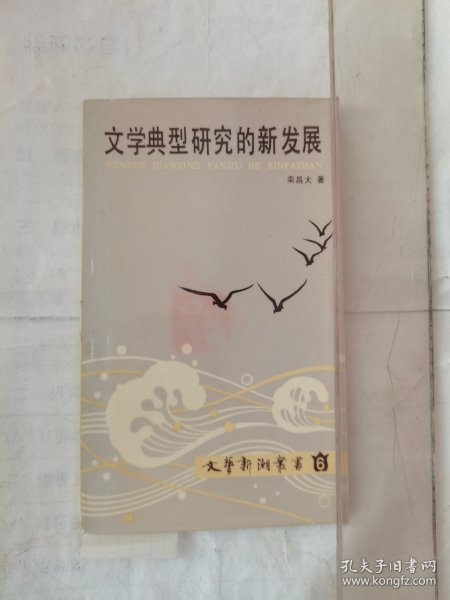 文学典型研究的新发展
WENXUE DIANXING YANJIU DE XINFAZHAN
栾昌大 著
文艺新潮丛书 6
孔夫子旧书网
www.kongfz.com